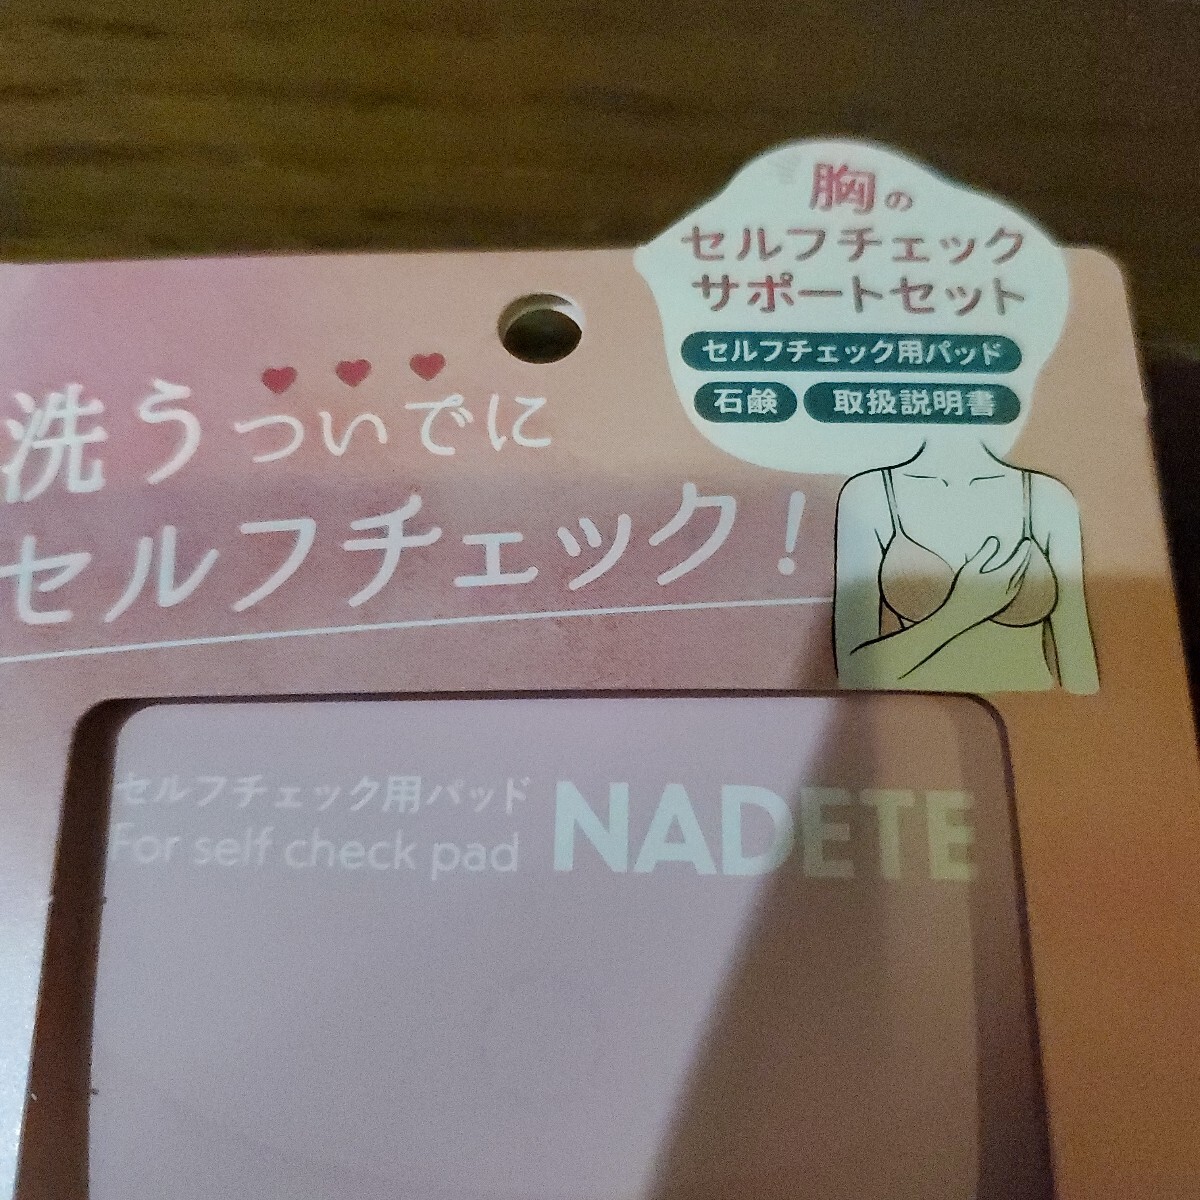 胸の
セルフチェック
サポートセット
セルフチェック用パッド
石鹸 取扱説明書
洗うついでに
セルフチェック！
セルフチェック用パッド
For self check pad
NADETE